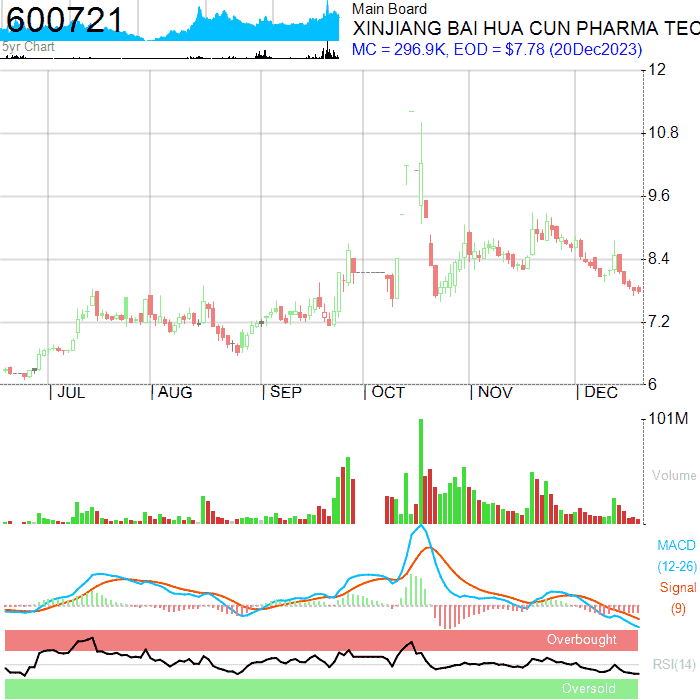 600721
5yr Chart
Main Board
XINJIANG BAI HUA CUN PHARMA TEC
MC = 296.9K, EOD = $7.78 (20Dec2023)
12
10.8
9.6
8.4
7.2
6
JUL AUG SEP OCT NOV DEC
101M
Volume
MACD
(12-26)
Signal
(9)
Overbought
RSI(14)
Oversold